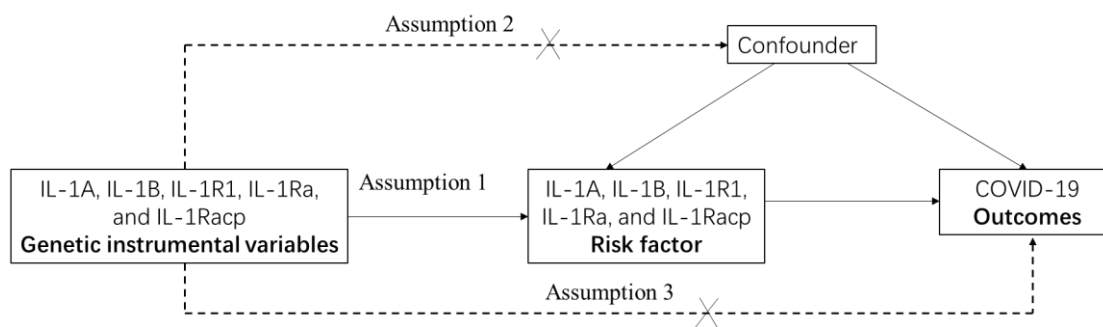 Assumption 2
Confounder
IL-1A, IL-1B, IL-1R1, IL-1Ra,
and IL-1Racp
Genetic instrumental variables
Assumption 1
IL-1A, IL-1B, IL-1R1,
IL-1Ra, and IL-1Racp
Risk factor
COVID-19
Outcomes
Assumption 3